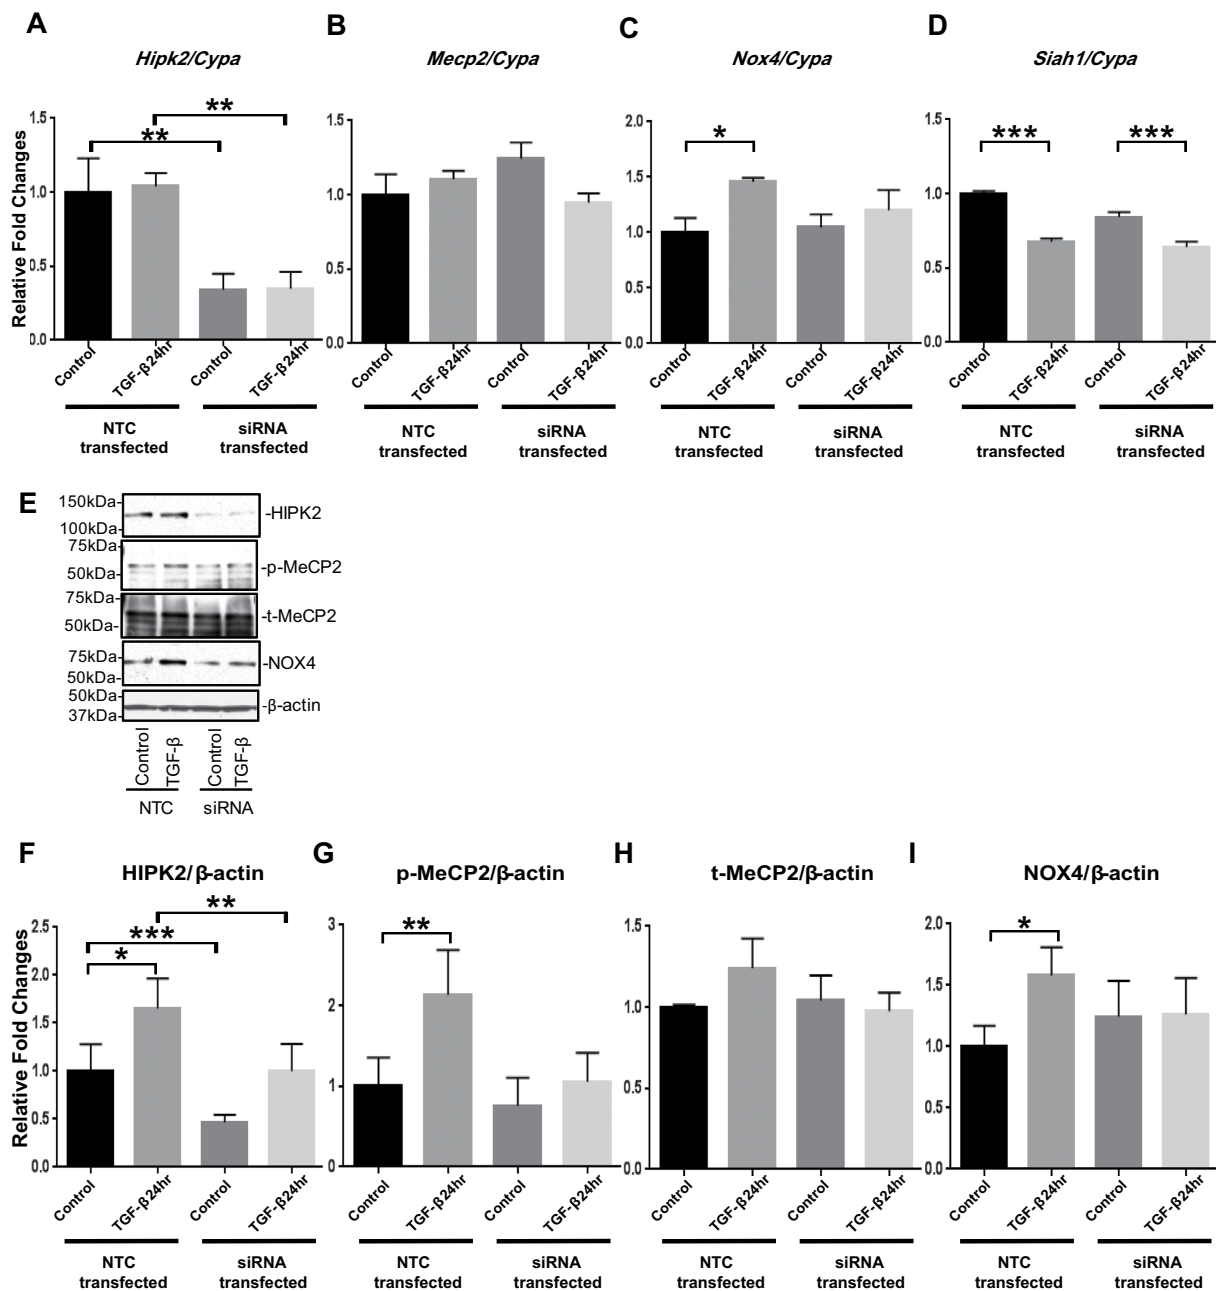 A
B
C
D
Hipk2/Cypa
Mecp2/Cypa
Nox4/Cypa
Siah1/Cypa
Relative Fold Changes
1.5
1.0
0.5
0.0
**
**
Control
TGF-β24hr
Control
TGF-β24hr
NTC
transfected
siRNA
transfected
1.5
1.0
0.5
0.0
Control
TGF-β24hr
Control
TGF-β24hr
NTC
transfected
siRNA
transfected
2.0
1.5
1.0
0.5
0.0
*
Control
TGF-β24hr
Control
TGF-β24hr
NTC
transfected
siRNA
transfected
1.5
1.0
0.5
0.0
***
***
Control
TGF-β24hr
Control
TGF-β24hr
NTC
transfected
siRNA
transfected
E
150kDa-
100kDa-
-HIPK2
75kDa-
50kDa-
-p-MeCP2
75kDa-
50kDa-
-t-MeCP2
75kDa-
50kDa-
-NOX4
50kDa-
37kDa-
-β-actin
Control
TGF-β
Control
TGF-β
NTC
siRNA
F
G
H
I
HIPK2/β-actin
p-MeCP2/β-actin
t-MeCP2/β-actin
NOX4/β-actin
Relative Fold Changes
2.5
2.0
1.5
1.0
0.5
0.0
**
***
*
Control
TGF-β24hr
Control
TGF-β24hr
NTC
transfected
siRNA
transfected
3
2
1
0
**
Control
TGF-β24hr
Control
TGF-β24hr
NTC
transfected
siRNA
transfected
1.5
1.0
0.5
0.0
Control
TGF-β24hr
Control
TGF-β24hr
NTC
transfected
siRNA
transfected
2.0
1.5
1.0
0.5
0.0
*
Control
TGF-β24hr
Control
TGF-β24hr
NTC
transfected
siRNA
transfected